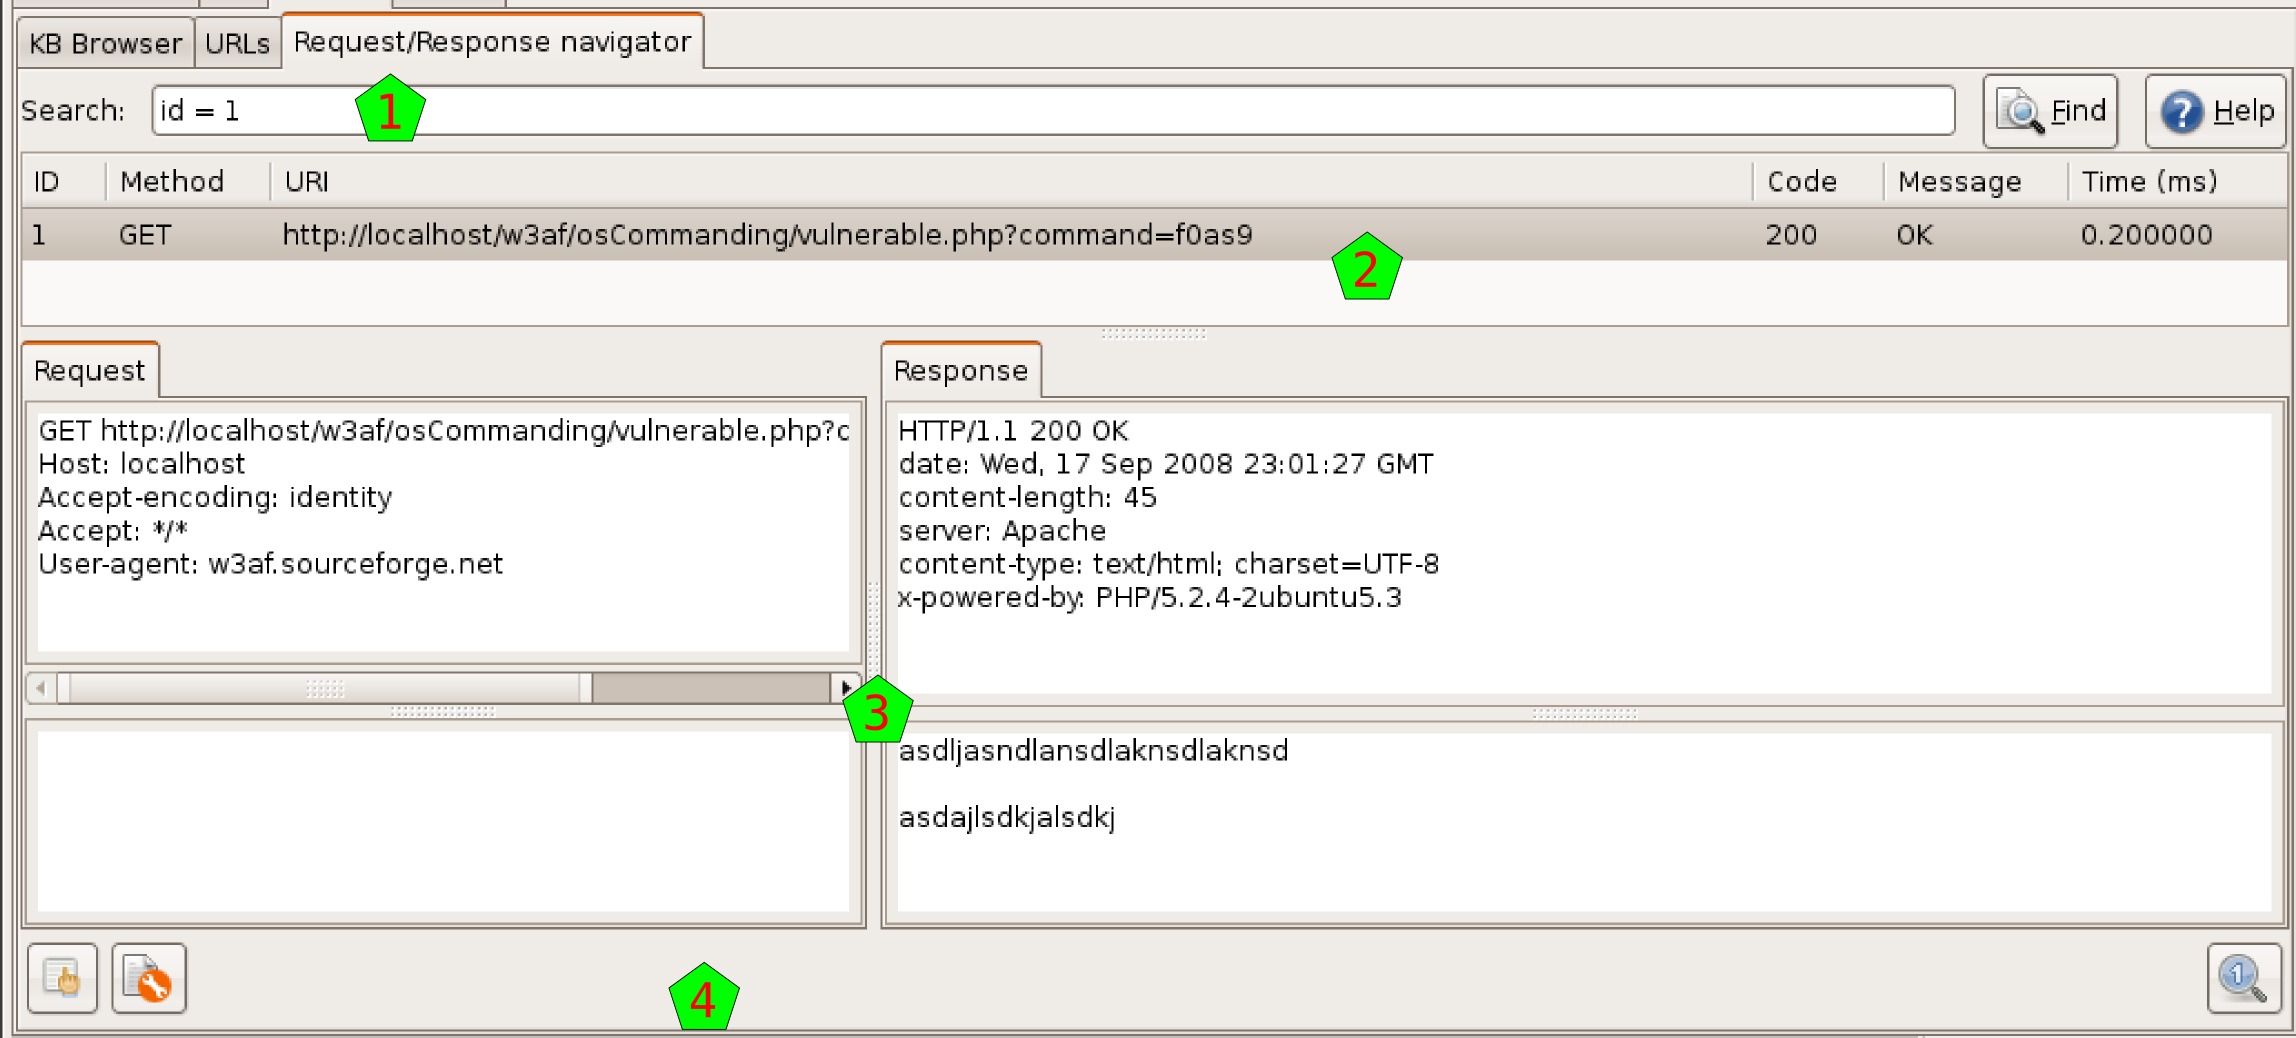 KB Browser URLs Request/Response navigator
Search: id = 1 1 Find Help
ID Method URI Code Message Time (ms)
1 GET http://localhost/w3af/osCommanding/vulnerable.php?command=f0as9 200 OK 0.200000
2
Request
GET http://localhost/w3af/osCommanding/vulnerable.php?c
Host: localhost
Accept-encoding: identity
Accept: */*
User-agent: w3af.sourceforge.net
Response
HTTP/1.1 200 OK
date: Wed, 17 Sep 2008 23:01:27 GMT
content-length: 45
server: Apache
content-type: text/html; charset=UTF-8
x-powered-by: PHP/5.2.4-2ubuntu5.3
3
asdljasndlansdlaknsdlaknsd
asdajlsdkjalsdkj
4
1